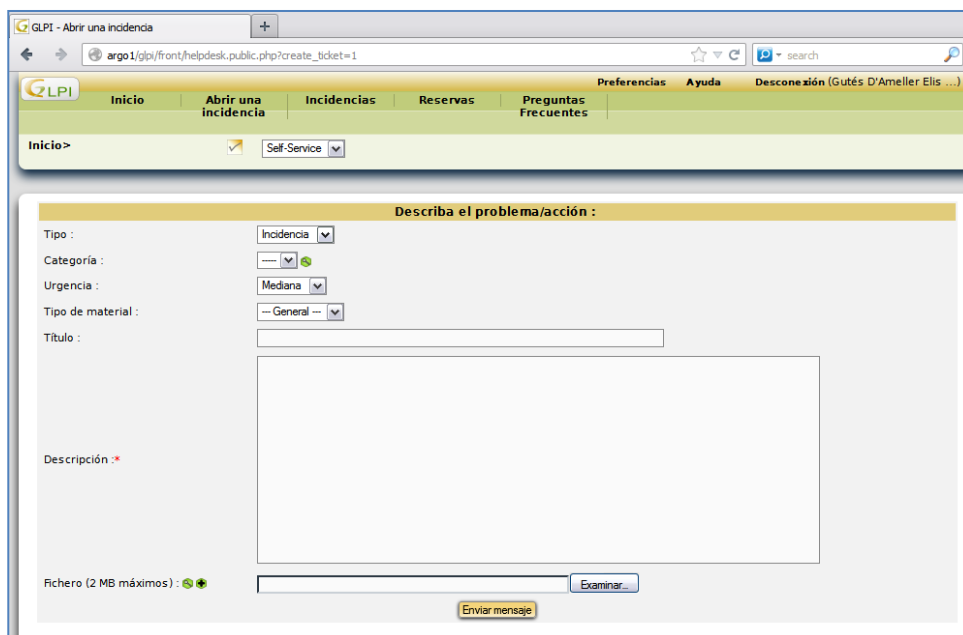 GLPI - Abrir una incidencia
argo1/glpi/front/helpdesk.public.php?create_ticket=1
search
GLPI
Preferencias Ayuda Desconexión (Gutés D'Ameller Elis ...)
Inicio Abrir una incidencia Incidencias Reservas Preguntas Frecuentes
Inicio> Self-Service
Describa el problema/acción :
Tipo : Incidencia
Categoría : -----
Urgencia : Mediana
Tipo de material : --- General ---
Título :
Descripción :*
Fichero (2 MB máximos) : Examinar...
Enviar mensaje